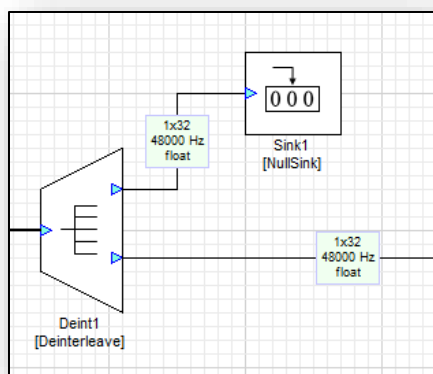 000
Sink1
[NullSink]
1x32
48000 Hz
float
1x32
48000 Hz
float
Deint1
[Deinterleave]